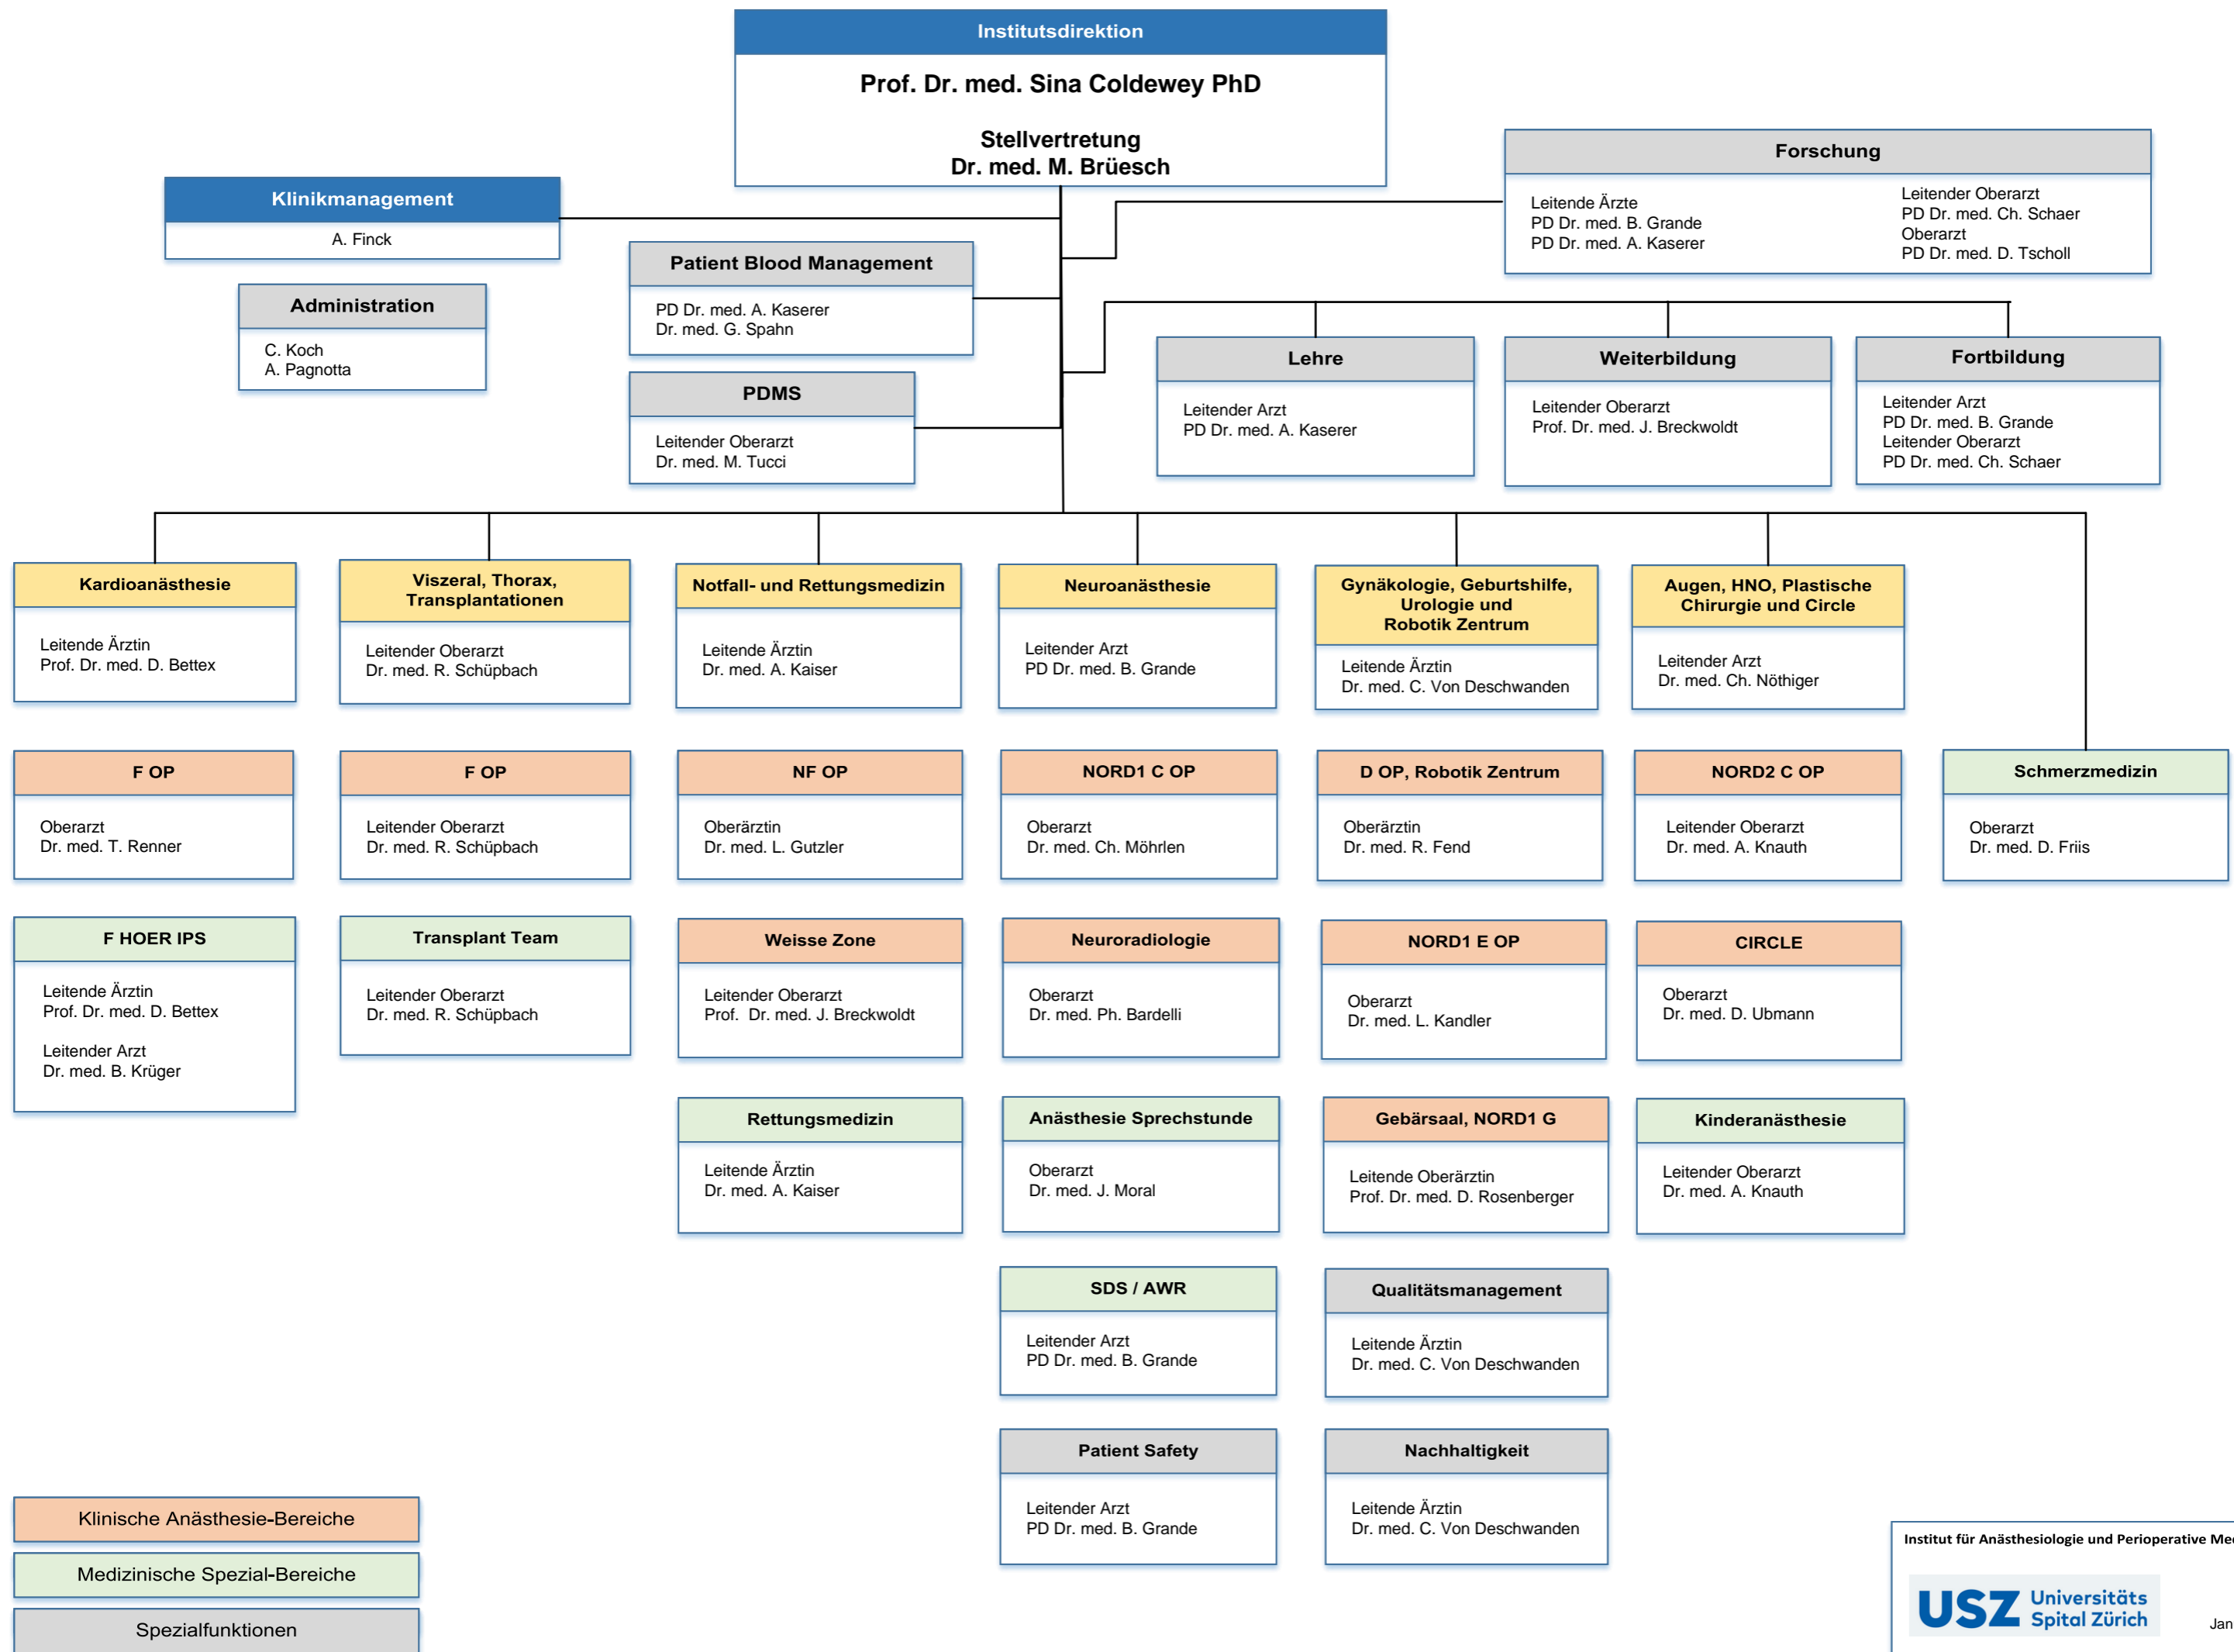 Institutsdirektion
Prof. Dr. med. Sina Coldewey PhD
Stellvertretung
Dr. med. M. Brüesch
Forschung
Leitende Ärzte
PD Dr. med. B. Grande
PD Dr. med. A. Kaserer
Leitender Oberarzt
PD Dr. med. Ch. Schaer
Oberarzt
PD Dr. med. D. Tscholl
Klinikmanagement
A. Finck
Administration
C. Koch
A. Pagnotta
Patient Blood Management
PD Dr. med. A. Kaserer
Dr. med. G. Spahn
PDMS
Leitender Oberarzt
Dr. med. M. Tucci
Lehre
Leitender Arzt
PD Dr. med. A. Kaserer
Weiterbildung
Leitender Oberarzt
Prof. Dr. med. J. Breckwoldt
Fortbildung
Leitender Arzt
PD Dr. med. B. Grande
Leitender Oberarzt
PD Dr. med. Ch. Schaer
Kardioanästhesie
Leitende Ärztin
Prof. Dr. med. D. Bettex
Viszeral, Thorax,
Transplantationen
Leitender Oberarzt
Dr. med. R. Schüpbach
Notfall- und Rettungsmedizin
Leitende Ärztin
Dr. med. A. Kaiser
Neuroanästhesie
Leitender Arzt
PD Dr. med. B. Grande
Gynäkologie, Geburtshilfe,
Urologie und
Robotik Zentrum
Leitende Ärztin
Dr. med. C. Von Deschwanden
Augen, HNO, Plastische
Chirurgie und Circle
Leitender Arzt
Dr. med. Ch. Nöthiger
F OP
Oberarzt
Dr. med. T. Renner
F OP
Leitender Oberarzt
Dr. med. R. Schüpbach
NF OP
Oberärztin
Dr. med. L. Gutzler
NORD1 C OP
Oberarzt
Dr. med. Ch. Möhrlen
D OP, Robotik Zentrum
Oberärztin
Dr. med. R. Fend
NORD2 C OP
Leitender Oberarzt
Dr. med. A. Knauth
Schmerzmedizin
Oberarzt
Dr. med. D. Friis
F HOER IPS
Leitende Ärztin
Prof. Dr. med. D. Bettex
Leitender Arzt
Dr. med. B. Krüger
Transplant Team
Leitender Oberarzt
Dr. med. R. Schüpbach
Weisse Zone
Leitender Oberarzt
Prof. Dr. med. J. Breckwoldt
Neuroradiologie
Oberarzt
Dr. med. Ph. Bardelli
NORD1 E OP
Oberarzt
Dr. med. L. Kandler
CIRCLE
Oberarzt
Dr. med. D. Ubmann
Rettungsmedizin
Leitende Ärztin
Dr. med. A. Kaiser
Anästhesie Sprechstunde
Oberarzt
Dr. med. J. Moral
Gebärsaal, NORD1 G
Leitende Oberärztin
Prof. Dr. med. D. Rosenberger
Kinderanästhesie
Leitender Oberarzt
Dr. med. A. Knauth
SDS / AWR
Leitender Arzt
PD Dr. med. B. Grande
Qualitätsmanagement
Leitende Ärztin
Dr. med. C. Von Deschwanden
Patient Safety
Leitender Arzt
PD Dr. med. B. Grande
Nachhaltigkeit
Leitende Ärztin
Dr. med. C. Von Deschwanden
Klinische Anästhesie-Bereiche
Medizinische Spezial-Bereiche
Spezialfunktionen
Institut für Anästhesiologie und Perioperative
USZ Universitäts
Spital Zürich
Jan